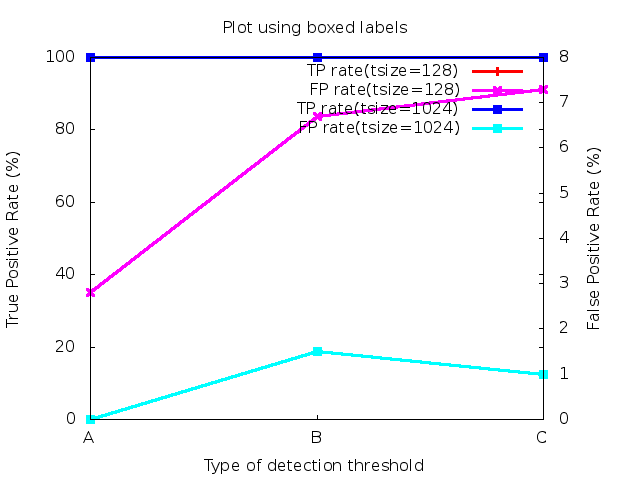 Plot using boxed labels
100
80
60
40
20
0
True Positive Rate (%)
TP rate(tsize=128)
FP rate(tsize=128)
TP rate(tsize=1024)
FP rate(tsize=1024)
8
7
6
5
4
3
2
1
0
False Positive Rate (%)
A B C
Type of detection threshold